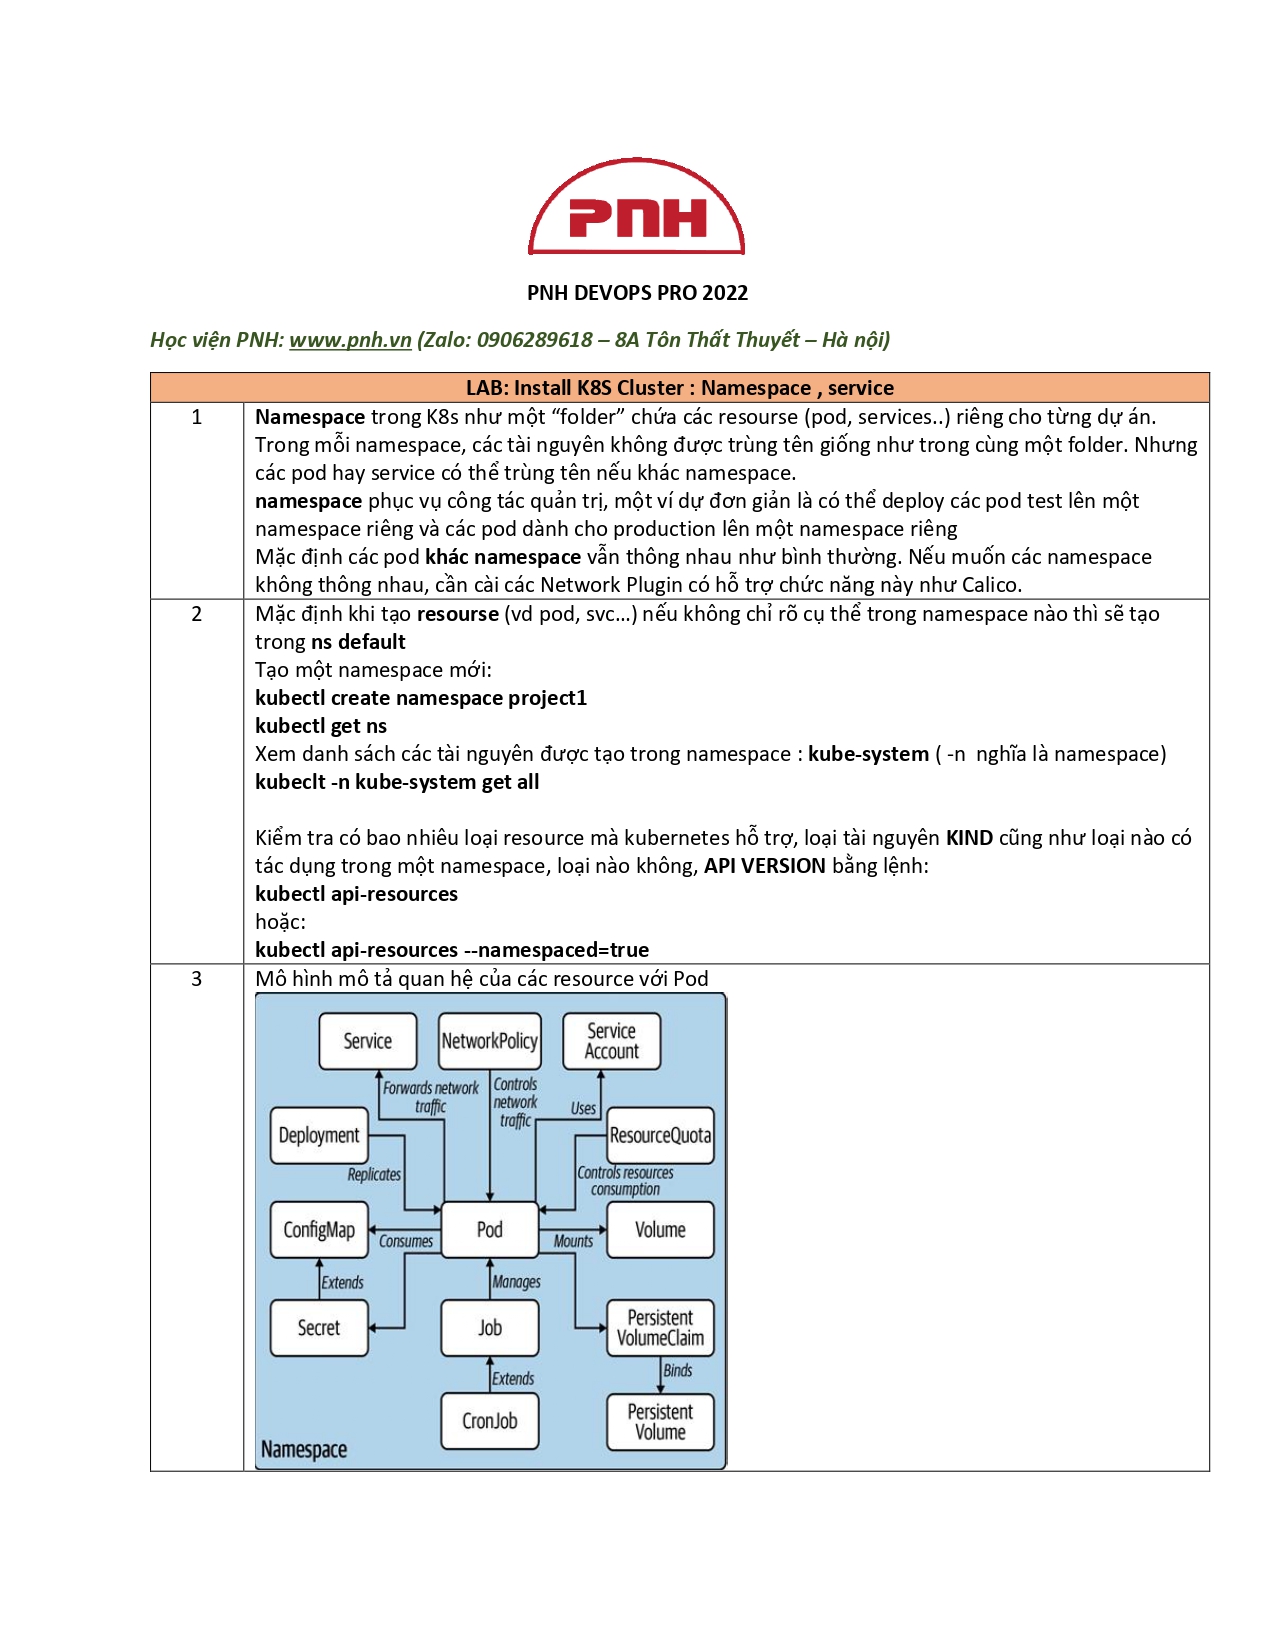 PNH
PNH DEVOPS PRO 2022
Học viện PNH: www.pnh.vn (Zalo: 0906289618 – 8A Tôn Thất Thuyết – Hà nội)
LAB: Install K8S Cluster : Namespace , service
1
Namespace trong K8s như một “folder” chứa các resourse (pod, services..) riêng cho từng dự án.
Trong mỗi namespace, các tài nguyên không được trùng tên giống như trong cùng một folder. Nhưng
các pod hay service có thể trùng tên nếu khác namespace.
namespace phục vụ công tác quản trị, một ví dự đơn giản là có thể deploy các pod test lên một
namespace riêng và các pod dành cho production lên một namespace riêng
Mặc định các pod khác namespace vẫn thông nhau như bình thường. Nếu muốn các namespace
không thông nhau, cần cài các Network Plugin có hỗ trợ chức năng này như Calico.
2
Mặc định khi tạo resourse (vd pod, svc...) nếu không chỉ rõ cụ thể trong namespace nào thì sẽ tạo
trong ns default
Tạo một namespace mới:
kubectl create namespace project1
kubectl get ns
Xem danh sách các tài nguyên được tạo trong namespace : kube-system ( -n  nghĩa là namespace)
kubeclt -n kube-system get all
Kiểm tra có bao nhiêu loại resource mà kubernetes hỗ trợ, loại tài nguyên KIND cũng như loại nào có
tác dụng trong một namespace, loại nào không, API VERSION bằng lệnh:
kubectl api-resources
hoặc:
kubectl api-resources --namespaced=true
3
Mô hình mô tả quan hệ của các resource với Pod
Service
NetworkPolicy
Service
Account
Forwards network
traffic
Controls
network
traffic
Uses
Deployment
ResourceQuota
Replicates
Controls resources
consumption
ConfigMap
Pod
Volume
Consumes
Mounts
Extends
Manages
Secret
Job
Persistent
VolumeClaim
Extends
Binds
CronJob
Persistent
Volume
Namespace